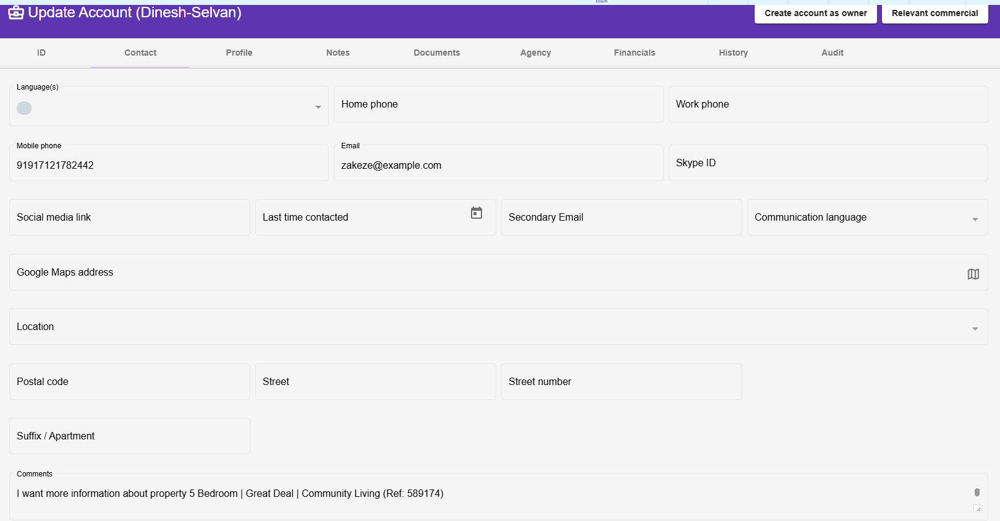 ADMIN
Update Account (Dinesh-Selvan)
Create account as owner
Relevant commercial
ID
Contact
Profile
Notes
Documents
Agency
Financials
History
Audit
Language(s)
Home phone
Work phone
Mobile phone
91917121782442
Email
zakeze@example.com
Skype ID
Social media link
Last time contacted
Secondary Email
Communication language
Google Maps address
Location
Postal code
Street
Street number
Suffix / Apartment
Comments
I want more information about property 5 Bedroom | Great Deal | Community Living (Ref: 589174)